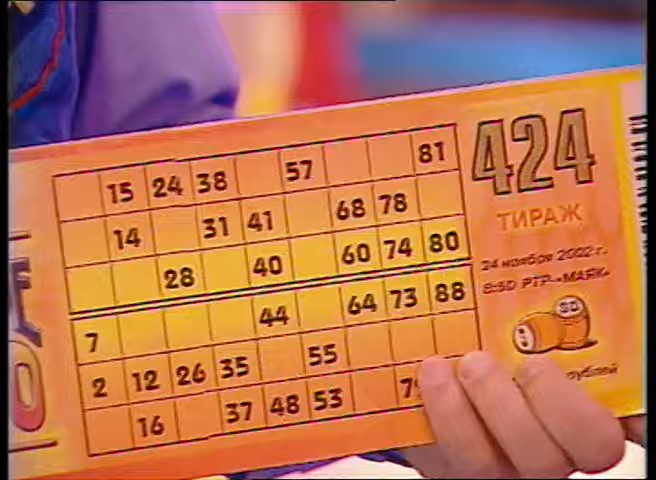 15 24 38 57 81
14 31 41 68 78
28 40 60 74 80
7 44 64 73 88
2 12 26 35 55
16 37 48 53
424
ТИРАЖ
24 ноября 2002 г.
8:50 РТР-«МАЯК»
рублей